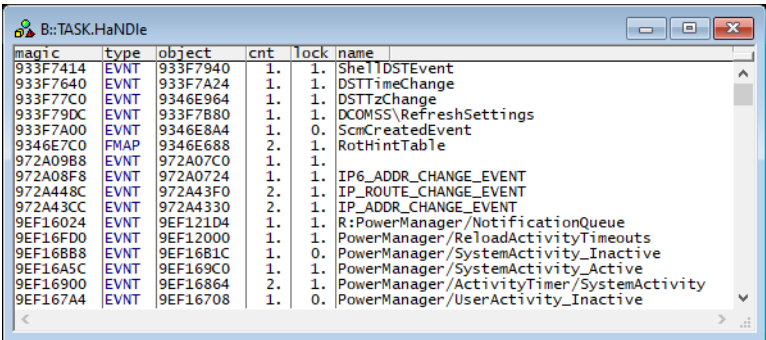 B::TASK.HaNDle
magic type object cnt lock name
933F7414 EVNT 933F7940 1. 1. ShellDSTEvent
933F7640 EVNT 933F7A24 1. 1. DSTTimeChange
933F77C0 EVNT 9346E964 1. 1. DSTTzChange
933F79DC EVNT 933F7B80 1. 1. DCOMSS\RefreshSettings
933F7A00 EVNT 9346E8A4 1. 0. ScmCreatedEvent
9346E7C0 FMAP 9346E688 2. 1. RotHintTable
972A09B8 EVNT 972A07C0 1. 1.
972A08F8 EVNT 972A0724 1. 1. IP6_ADDR_CHANGE_EVENT
972A448C EVNT 972A43F0 2. 1. IP_ROUTE_CHANGE_EVENT
972A43CC EVNT 972A4330 2. 1. IP_ADDR_CHANGE_EVENT
9EF16024 EVNT 9EF121D4 1. 1. R:PowerManager/NotificationQueue
9EF16FD0 EVNT 9EF12000 1. 1. PowerManager/ReloadActivityTimeouts
9EF16BB8 EVNT 9EF16B1C 1. 0. PowerManager/SystemActivity_Inactive
9EF16A5C EVNT 9EF169C0 1. 1. PowerManager/SystemActivity_Active
9EF16900 EVNT 9EF16864 2. 1. PowerManager/ActivityTimer/SystemActivity
9EF167A4 EVNT 9EF16708 1. 0. PowerManager/UserActivity_Inactive